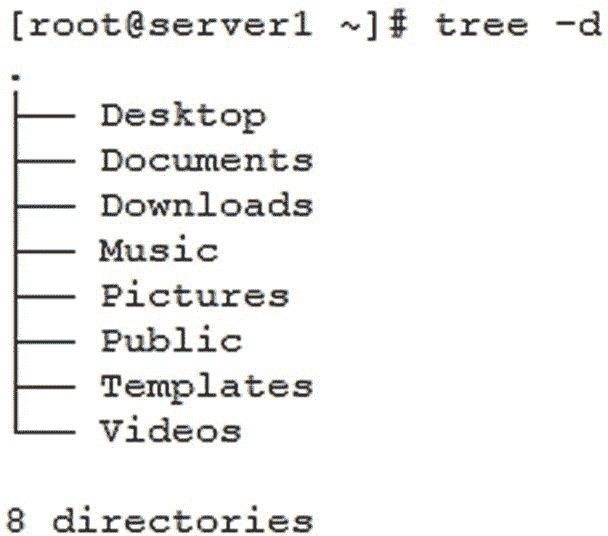 [root@server1 ~]# tree -d
.
├── Desktop
├── Documents
├── Downloads
├── Music
├── Pictures
├── Public
├── Templates
└── Videos
8 directories